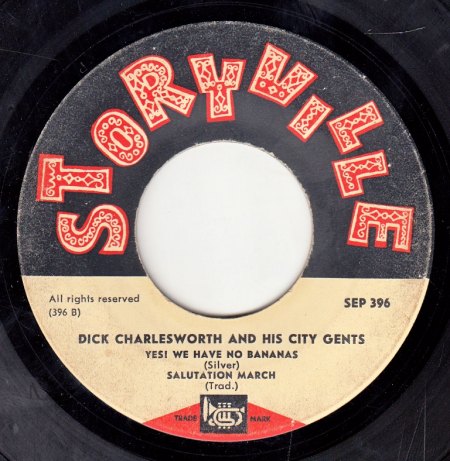 STORYVILLE
All rights reserved
(396 B)
SEP 396
DICK CHARLESWORTH AND HIS CITY GENTS
YES! WE HAVE NO BANANAS
(Silver)
SALUTATION MARCH
(Trad.)
TRADE MARK